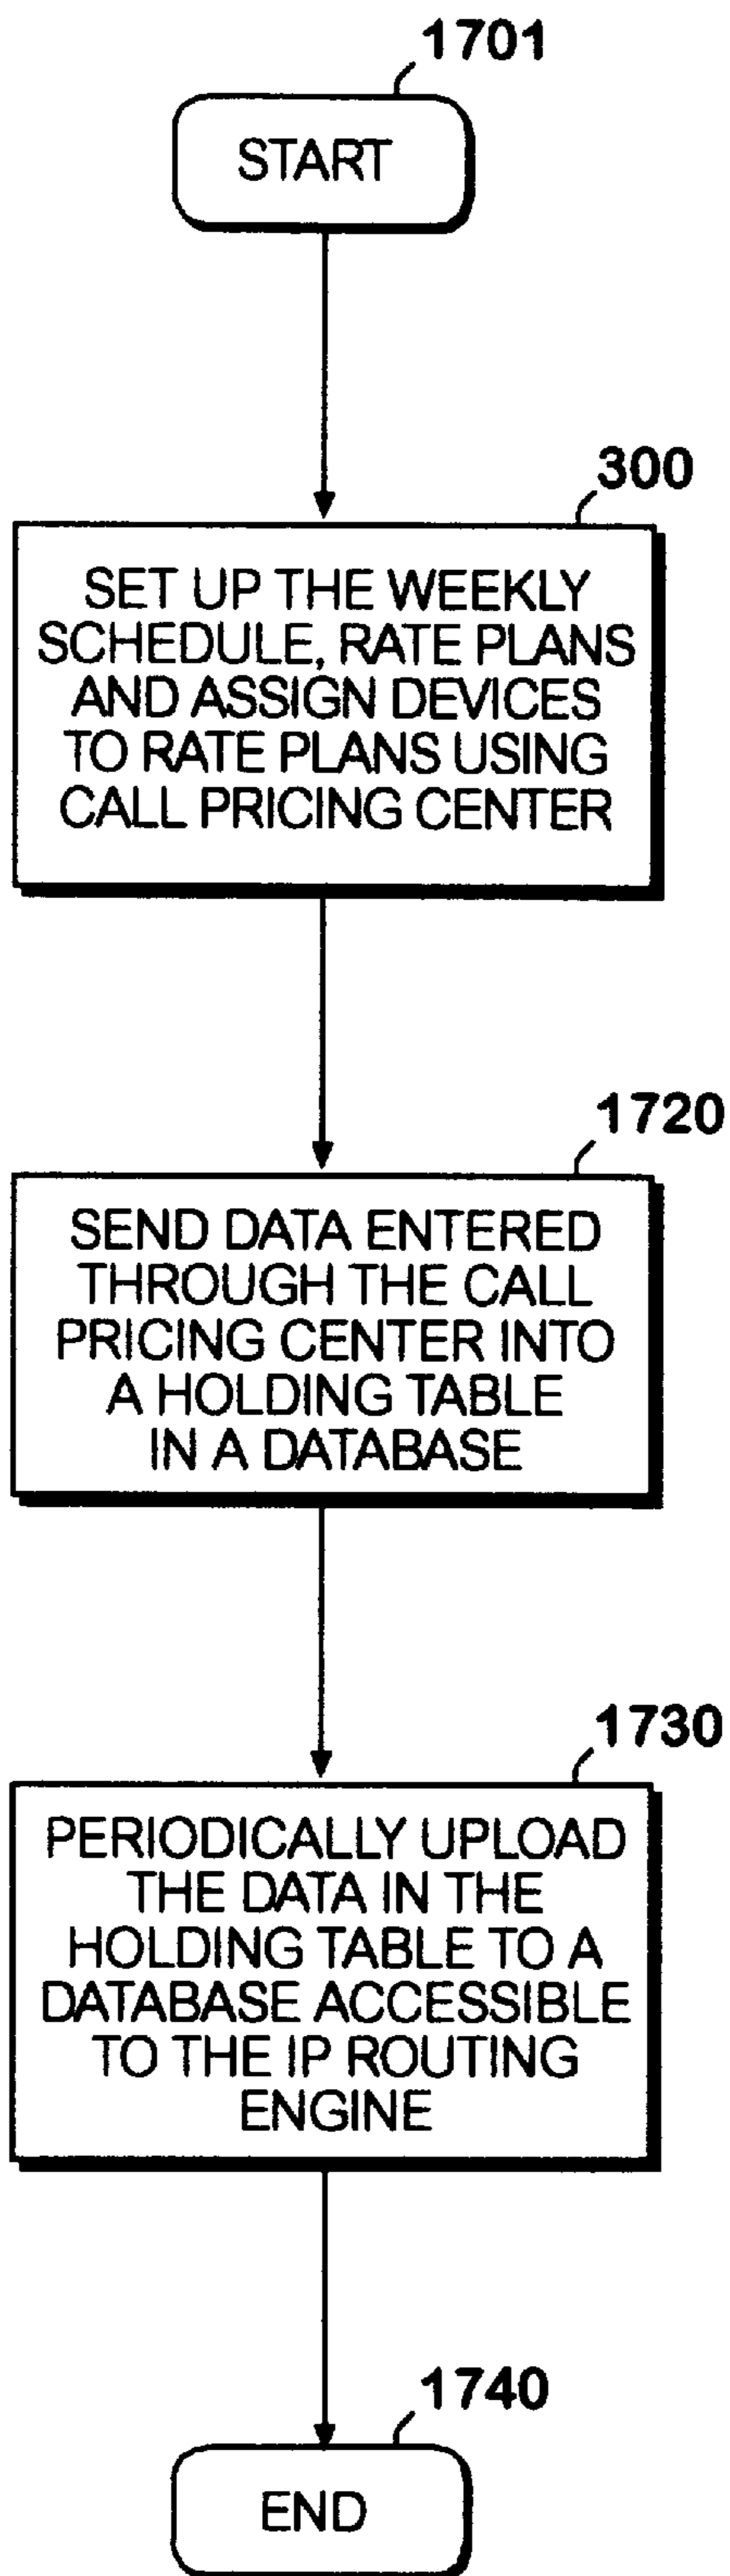 1701
START
300
SET UP THE WEEKLY
SCHEDULE, RATE PLANS
AND ASSIGN DEVICES
TO RATE PLANS USING
CALL PRICING CENTER
1720
SEND DATA ENTERED
THROUGH THE CALL
PRICING CENTER INTO
A HOLDING TABLE
IN A DATABASE
1730
PERIODICALLY UPLOAD
THE DATA IN THE
HOLDING TABLE TO A
DATABASE ACCESSIBLE
TO THE IP ROUTING
ENGINE
1740
END